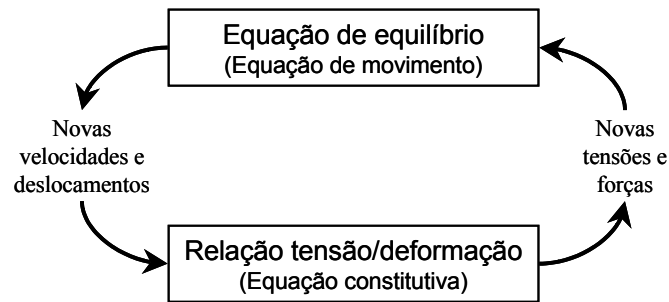 Equação de equilíbrio
(Equação de movimento)
Novas
velocidades e
deslocamentos
Novas
tensões e
forças
Relação tensão/deformação
(Equação constitutiva)